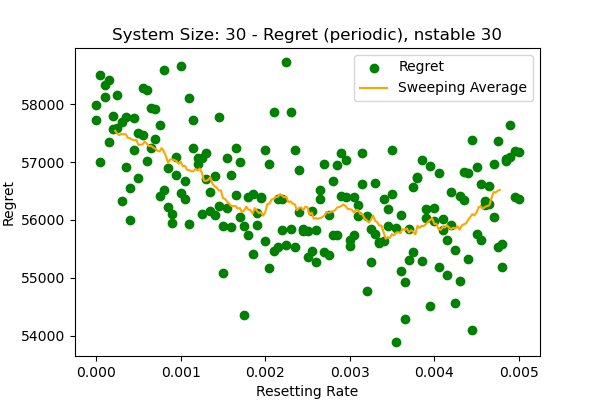 System Size: 30 - Regret (periodic), nstable 30
Regret
Sweeping Average
58000
57000
56000
55000
54000
Regret
0.000 0.001 0.002 0.003 0.004 0.005
Resetting Rate